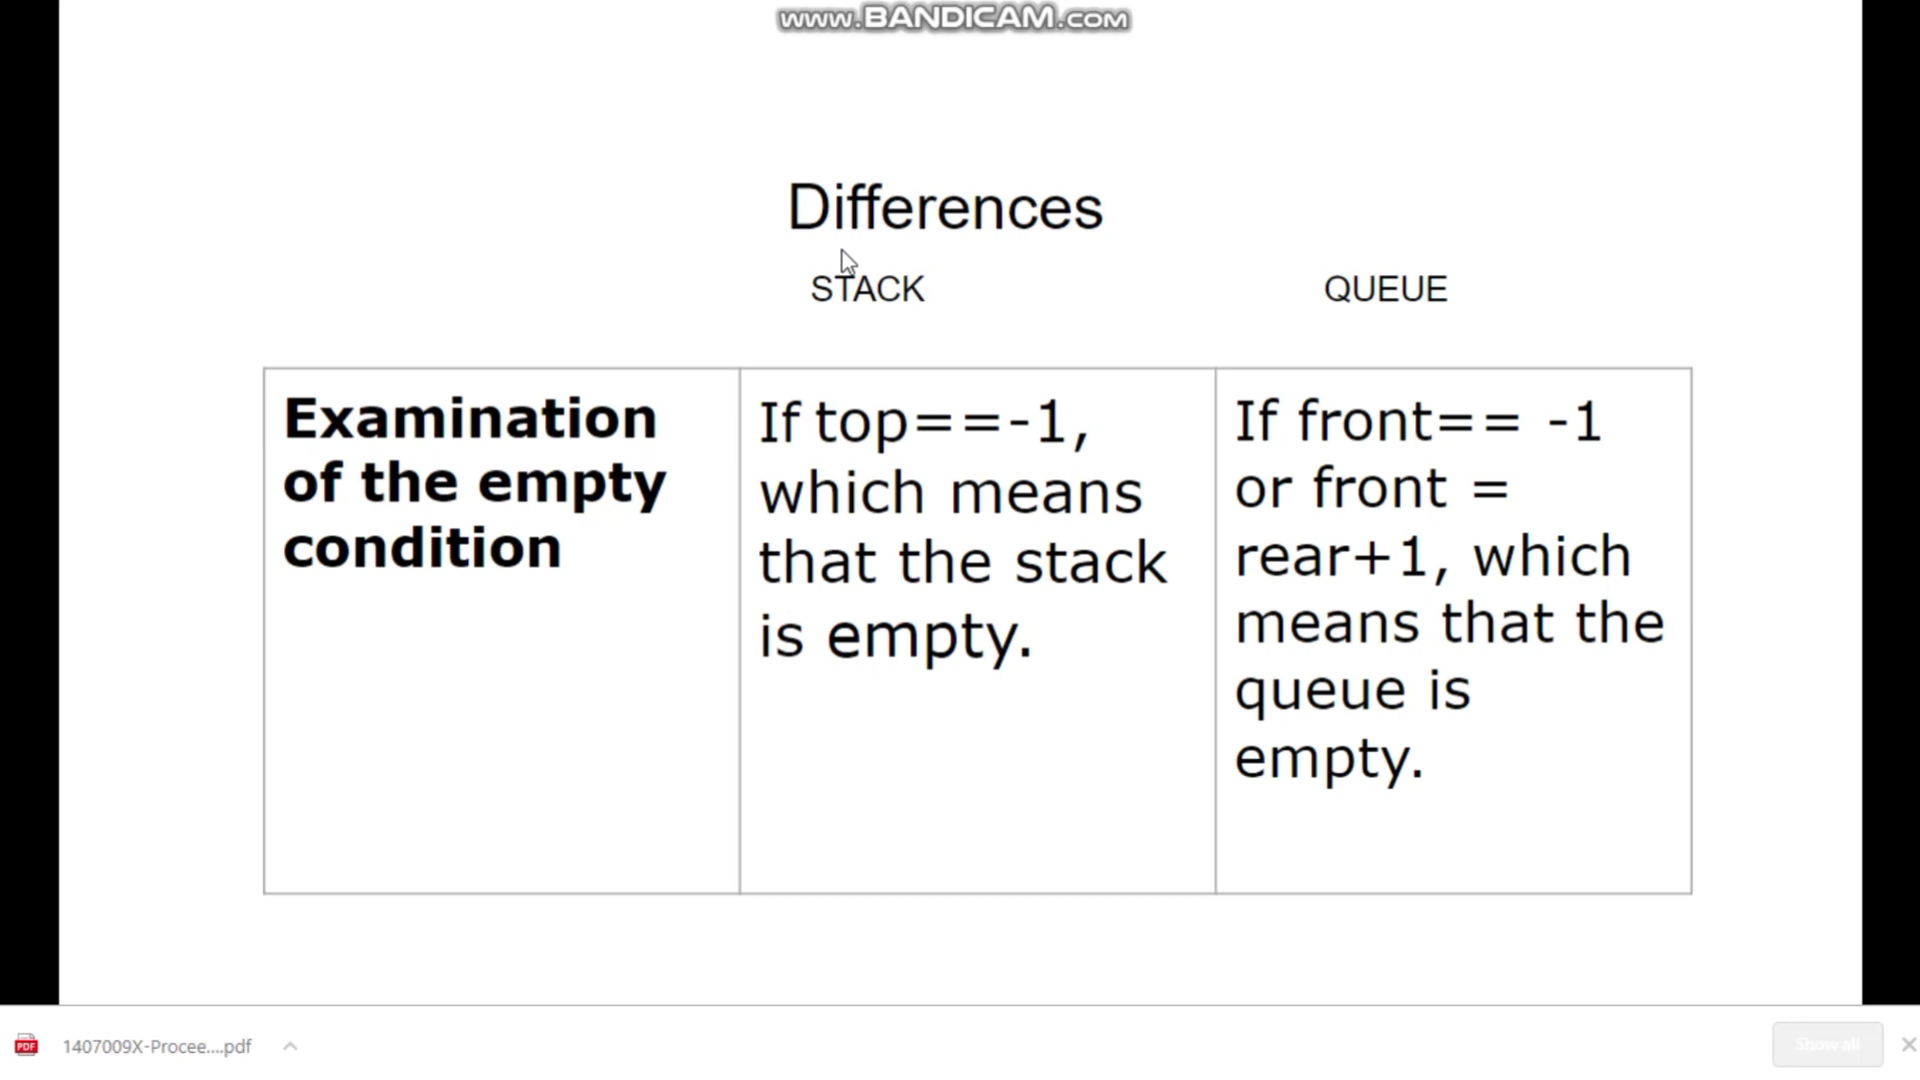 www.BANDICAM.com
Differences
STACK
QUEUE
Examination
of the empty
condition
If top==-1,
which means
that the stack
is empty.
If front== -1
or front =
rear+1, which
means that the
queue is
empty.
1407009X-Procee....pdf
Show all